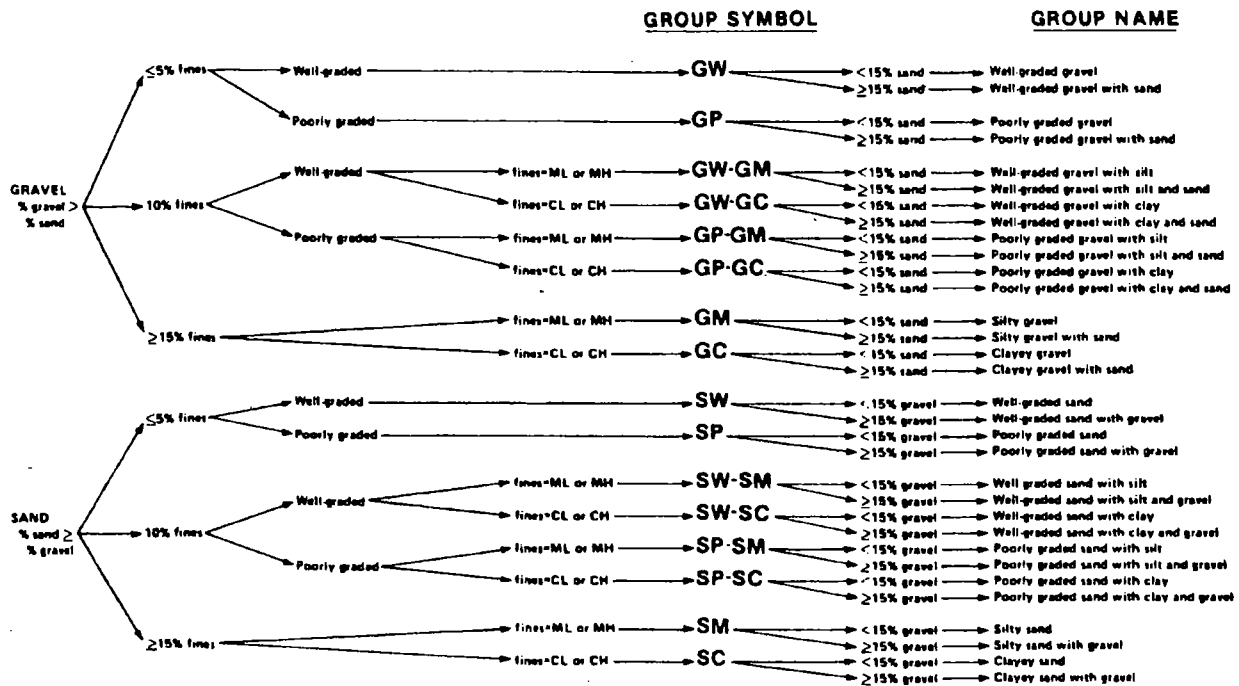 GROUP SYMBOL GROUP NAME
≤5% fines Well-graded GW <15% sand Well-graded gravel
≥15% sand Well-graded gravel with sand
Poorly graded GP <15% sand Poorly graded gravel
≥15% sand Poorly graded gravel with sand
GRAVEL
% gravel >
% sand
10% fines Well-graded fines=ML or MH GW-GM <15% sand Well-graded gravel with silt
≥15% sand Well-graded gravel with silt and sand
fines=CL or CH GW-GC <15% sand Well-graded gravel with clay
≥15% sand Well-graded gravel with clay and sand
Poorly graded fines=ML or MH GP-GM <15% sand Poorly graded gravel with silt
≥15% sand Poorly graded gravel with silt and sand
fines=CL or CH GP-GC <15% sand Poorly graded gravel with clay
≥15% sand Poorly graded gravel with clay and sand
≥15% fines fines=ML or MH GM <15% sand Silty gravel
≥15% sand Silty gravel with sand
fines=CL or CH GC <15% sand Clayey gravel
≥15% sand Clayey gravel with sand
≤5% fines Well-graded SW <15% gravel Well-graded sand
≥15% gravel Well-graded sand with gravel
Poorly graded SP <15% gravel Poorly graded sand
≥15% gravel Poorly graded sand with gravel
SAND
% sand ≥
% gravel
10% fines Well-graded fines=ML or MH SW-SM <15% gravel Well graded sand with silt
≥15% gravel Well-graded sand with silt and gravel
fines=CL or CH SW-SC <15% gravel Well-graded sand with clay
≥15% gravel Well-graded sand with clay and gravel
Poorly graded fines=ML or MH SP-SM <15% gravel Poorly graded sand with silt
≥15% gravel Poorly graded sand with silt and gravel
fines=CL or CH SP-SC <15% gravel Poorly graded sand with clay
≥15% gravel Poorly graded sand with clay and gravel
≥15% fines fines=ML or MH SM <15% gravel Silty sand
≥15% gravel Silty sand with gravel
fines=CL or CH SC <15% gravel Clayey sand
≥15% gravel Clayey sand with gravel